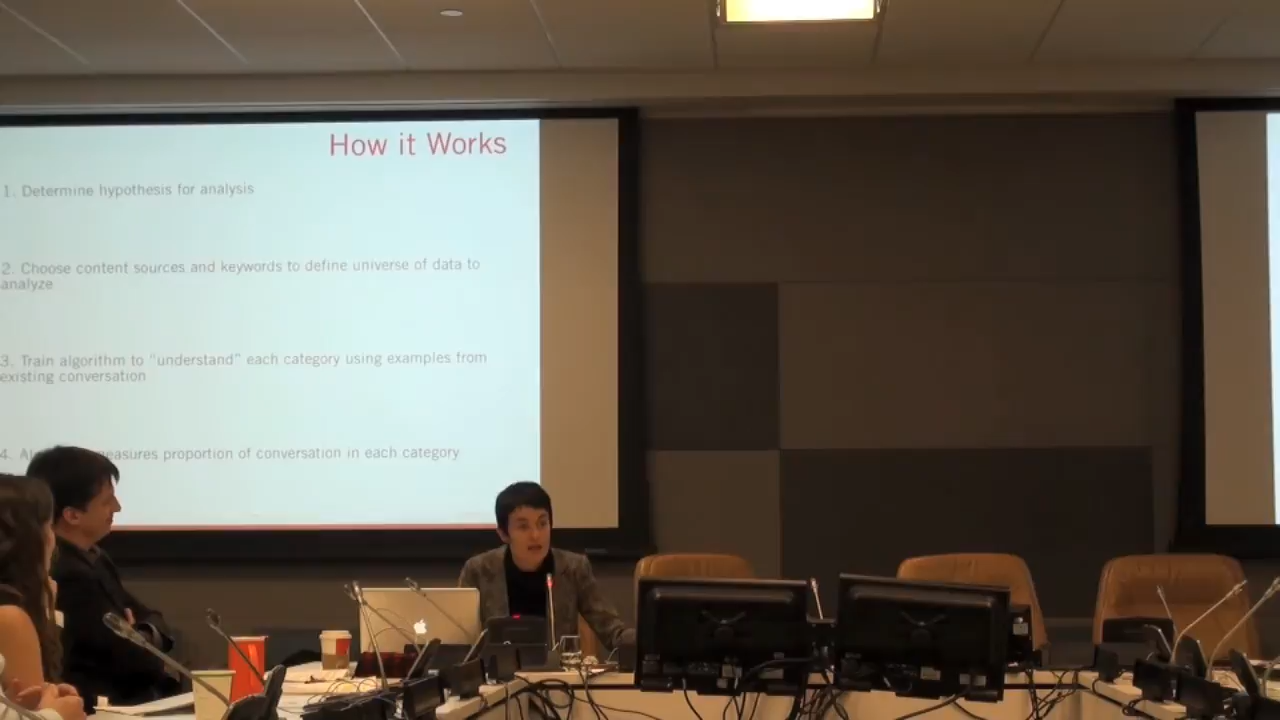 How it Works
1. Determine hypothesis for analysis
2. Choose content sources and keywords to define universe of data to
analyze
3. Train algorithm to “understand” each category using examples from
existing conversation
4. measures proportion of conversation in each category